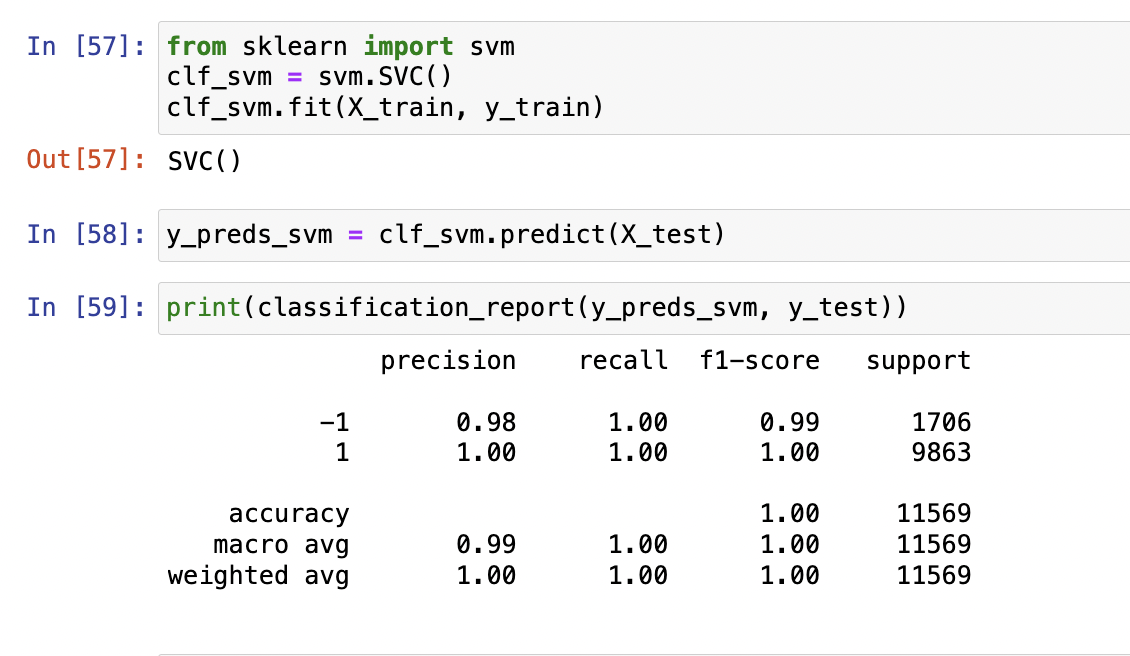 In [57]: from sklearn import svm
clf_svm = svm.SVC()
clf_svm.fit(X_train, y_train)
Out[57]: SVC()
In [58]: y_preds_svm = clf_svm.predict(X_test)
In [59]: print(classification_report(y_preds_svm, y_test))
precision recall f1-score support
-1 0.98 1.00 0.99 1706
1 1.00 1.00 1.00 9863
accuracy 1.00 11569
macro avg 0.99 1.00 1.00 11569
weighted avg 1.00 1.00 1.00 11569